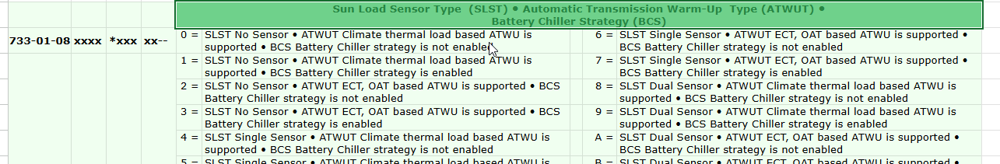 Sun Load Sensor Type  (SLST) • Automatic Transmission Warm-Up  Type (ATWUT) •
Battery Chiller Strategy (BCS)
733-01-08 xxxx *xxx xx--
0 = SLST No Sensor • ATWUT Climate thermal load based ATWU is
supported • BCS Battery Chiller strategy is not enabled
1 = SLST No Sensor • ATWUT Climate thermal load based ATWU is
supported • BCS Battery Chiller strategy is enabled
2 = SLST No Sensor • ATWUT ECT, OAT based ATWU is supported • BCS
Battery Chiller strategy is not enabled
3 = SLST No Sensor • ATWUT ECT, OAT based ATWU is supported • BCS
Battery Chiller strategy is enabled
4 = SLST Single Sensor • ATWUT Climate thermal load based ATWU is
supported • BCS Battery Chiller strategy is not enabled
5 = SLST Single Sensor • ATWUT Climate thermal load based ATWU is
6 = SLST Single Sensor • ATWUT ECT, OAT based ATWU is supported •
BCS Battery Chiller strategy is not enabled
7 = SLST Single Sensor • ATWUT ECT, OAT based ATWU is supported •
BCS Battery Chiller strategy is enabled
8 = SLST Dual Sensor • ATWUT Climate thermal load based ATWU is
supported • BCS Battery Chiller strategy is not enabled
9 = SLST Dual Sensor • ATWUT Climate thermal load based ATWU is
supported • BCS Battery Chiller strategy is enabled
A = SLST Dual Sensor • ATWUT ECT, OAT based ATWU is supported •
BCS Battery Chiller strategy is not enabled
B = SLST Dual Sensor • ATWUT ECT, OAT based ATWU is supported •